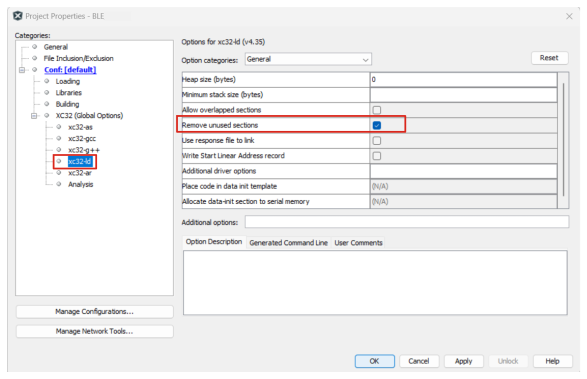 Project Properties - BLE
Categories:
General
File Inclusion/Exclusion
Conf: [default]
Loading
Libraries
Building
XC32 (Global Options)
xc32-as
xc32-gcc
xc32-g++
xc32-ld
xc32-ar
Analysis
Manage Configurations...
Manage Network Tools...
Options for xc32-ld (v4.35)
Option categories: General
Reset
Heap size (bytes) 0
Minimum stack size (bytes)
Allow overlapped sections
Remove unused sections
Use response file to link
Write Start Linear Address record
Additional driver options
Place code in data init template (N/A)
Allocate data-init section to serial memory (N/A)
Additional options:
Option Description Generated Command Line User Comments
OK Cancel Apply Unlock Help